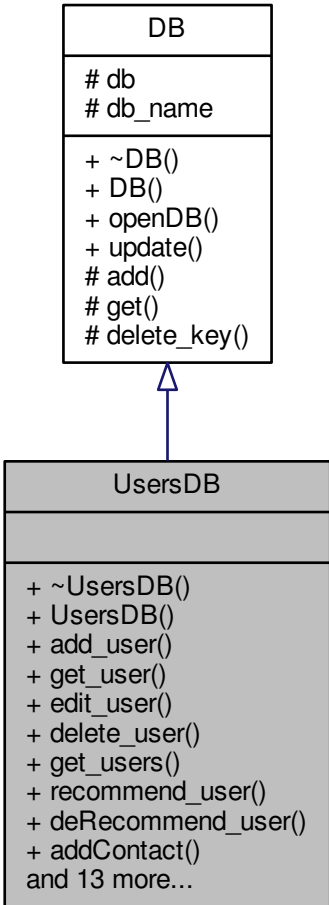 DB
# db
# db_name
+ ~DB()
+ DB()
+ openDB()
+ update()
# add()
# get()
# delete_key()
UsersDB
+ ~UsersDB()
+ UsersDB()
+ add_user()
+ get_user()
+ edit_user()
+ delete_user()
+ get_users()
+ recommend_user()
+ deRecommend_user()
+ addContact()
and 13 more...